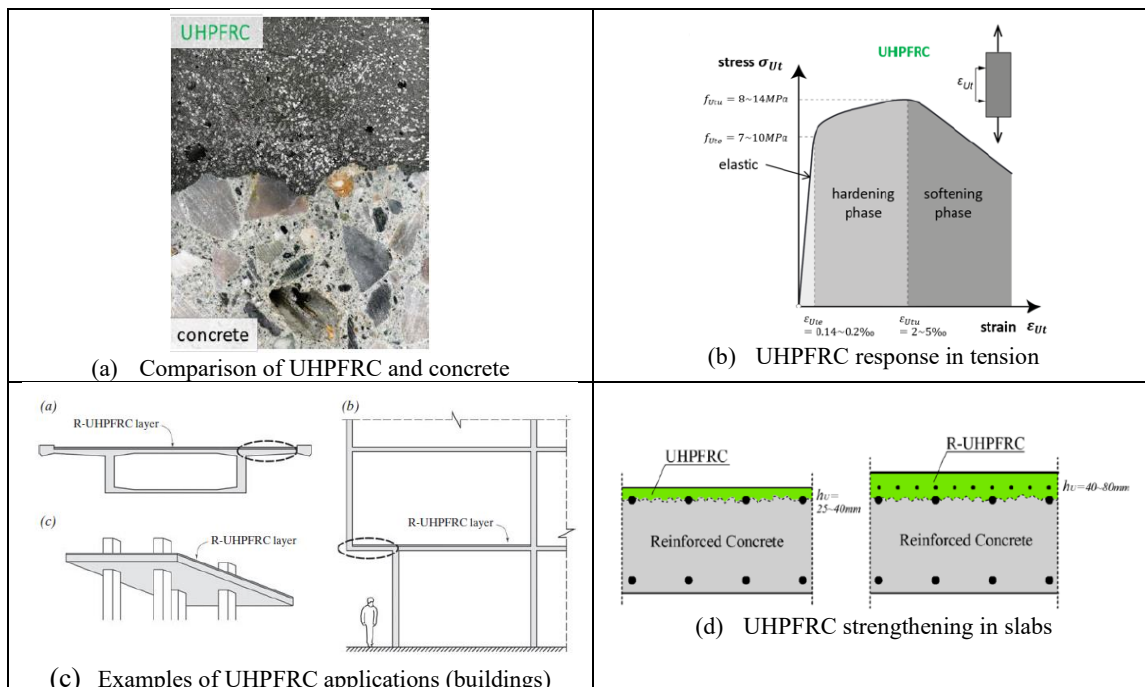 UHPFRC
concrete
(a) Comparison of UHPFRC and concrete
UHPFRC
stress σUt
εUt
fUtu = 8~14MPa
fUte = 7~10MPa
elastic
hardening
phase
softening
phase
εUte
= 0.14~0.2‰
εUtu
= 2~5‰
strain εUt
(b) UHPFRC response in tension
(a)
R-UHPFRC layer
(b)
R-UHPFRC layer
(c)
R-UHPFRC layer
(c) Examples of UHPFRC applications (buildings)
UHPFRC
hU=
25~40mm
Reinforced Concrete
R-UHPFRC
hU=40~80mm
Reinforced Concrete
(d) UHPFRC strengthening in slabs